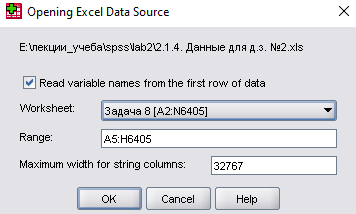 Opening Excel Data Source
E:\лекции_учеба\spss\lab2\2.1.4. Данные для д.з. №2.xls
Read variable names from the first row of data
Worksheet: Задача 8 [A2:N6405]
Range: A5:H6405
Maximum width for string columns: 32767
OK Cancel Help